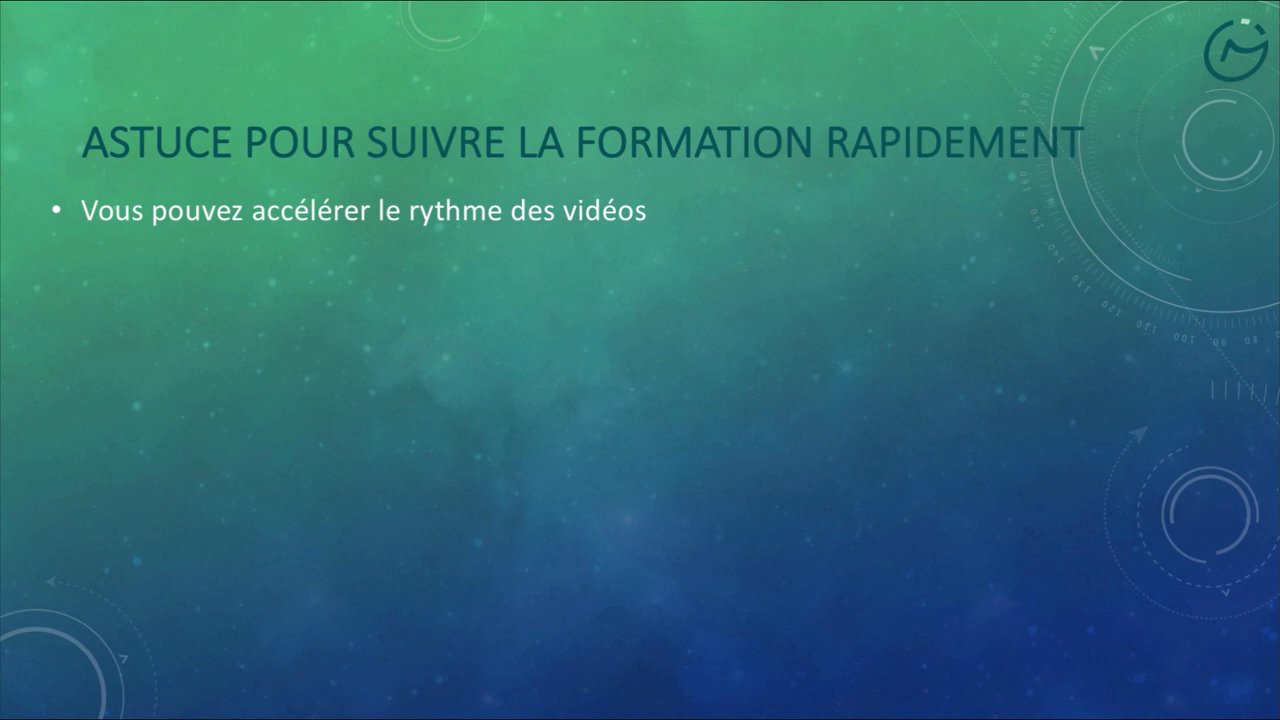 ASTUCE POUR SUIVRE LA FORMATION RAPIDEMENT
• Vous pouvez accélérer le rythme des vidéos